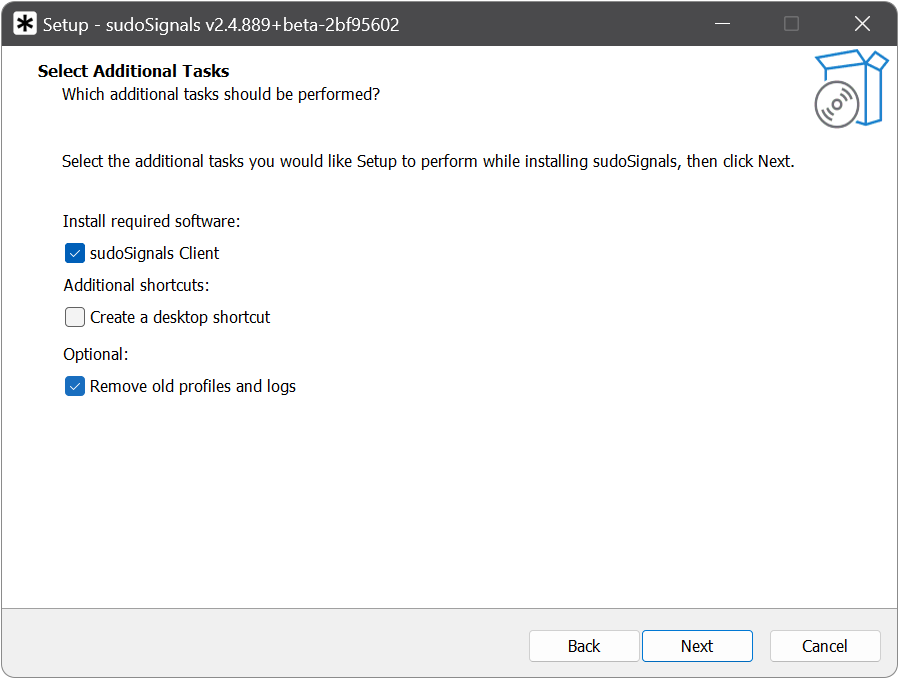 Setup - sudoSignals v2.4.889+beta-2bf95602
Select Additional Tasks
Which additional tasks should be performed?
Select the additional tasks you would like Setup to perform while installing sudoSignals, then click Next.
Install required software:
sudoSignals Client
Additional shortcuts:
Create a desktop shortcut
Optional:
Remove old profiles and logs
Back Next Cancel